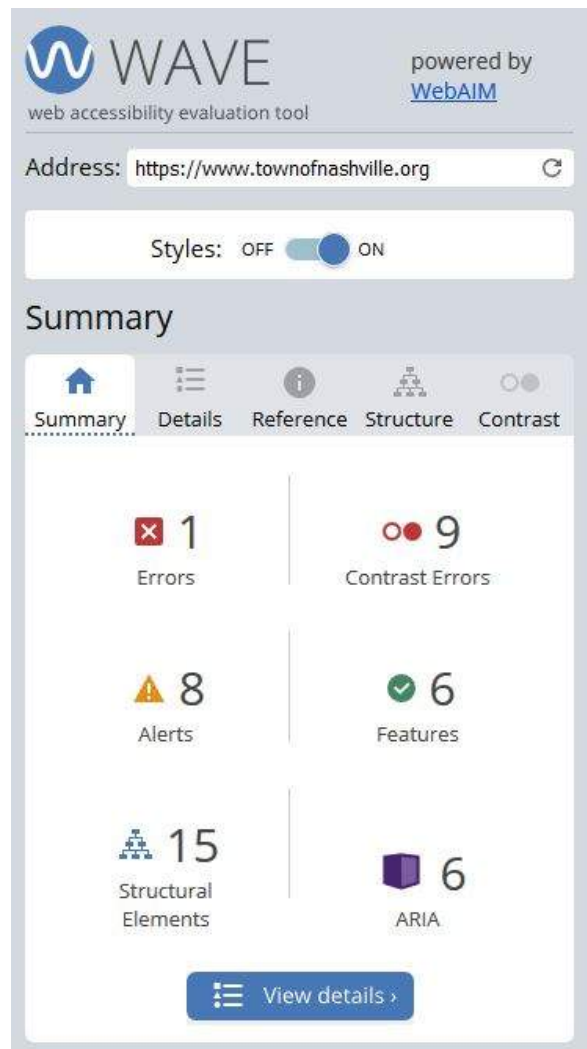 WAVE
powered by
WebAIM
web accessibility evaluation tool
Address: https://www.townofnashville.org
Styles: OFF ON
Summary
Summary Details Reference Structure Contrast
1 9
Errors Contrast Errors
8 6
Alerts Features
15 6
Structural
Elements
ARIA
View details ›